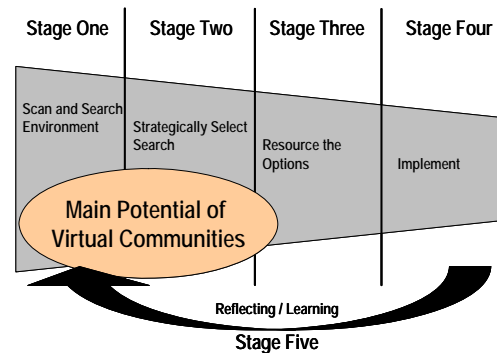 Stage One
Stage Two
Stage Three
Stage Four
Scan and Search
Environment
Strategically Select
Search
Resource the
Options
Implement
Main Potential of
Virtual Communities
Reflecting / Learning
Stage Five